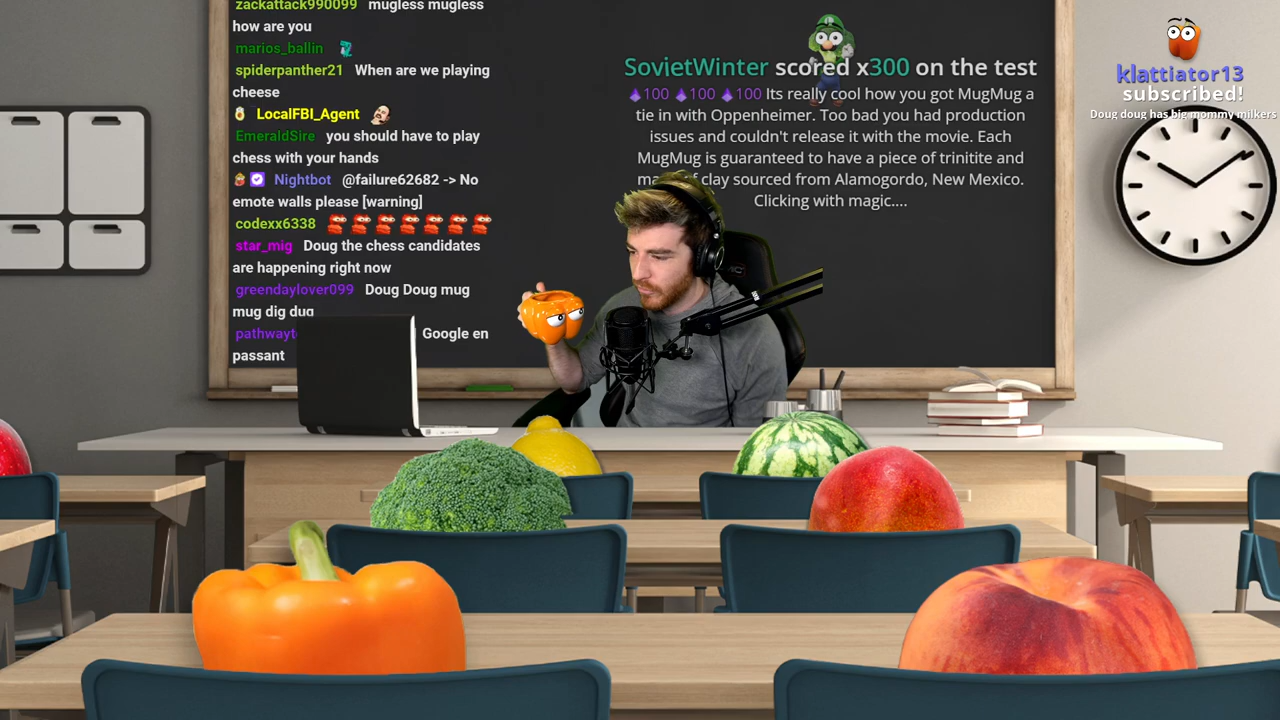 zackattack990099 mugless mugless
how are you
marios_ballin
spiderpanther21 When are we playing
cheese
LocalFBI_Agent
EmeraldSire you should have to play
chess with your hands
Nightbot @failure62682 -> No
emote walls please [warning]
codexx6338
star_mig Doug the chess candidates
are happening right now
greendaylover099 Doug Doug mug
mug dig dug
Google en
passant
SovietWinter scored x300 on the test
100 100 100 Its really cool how you got MugMug a
tie in with Oppenheimer. Too bad you had production
issues and couldn't release it with the movie. Each
MugMug is guaranteed to have a piece of trinitite and
clay sourced from Alamogordo, New Mexico.
Clicking with magic....
klattiator13
subscribed!
Doug doug has big mommy milkers